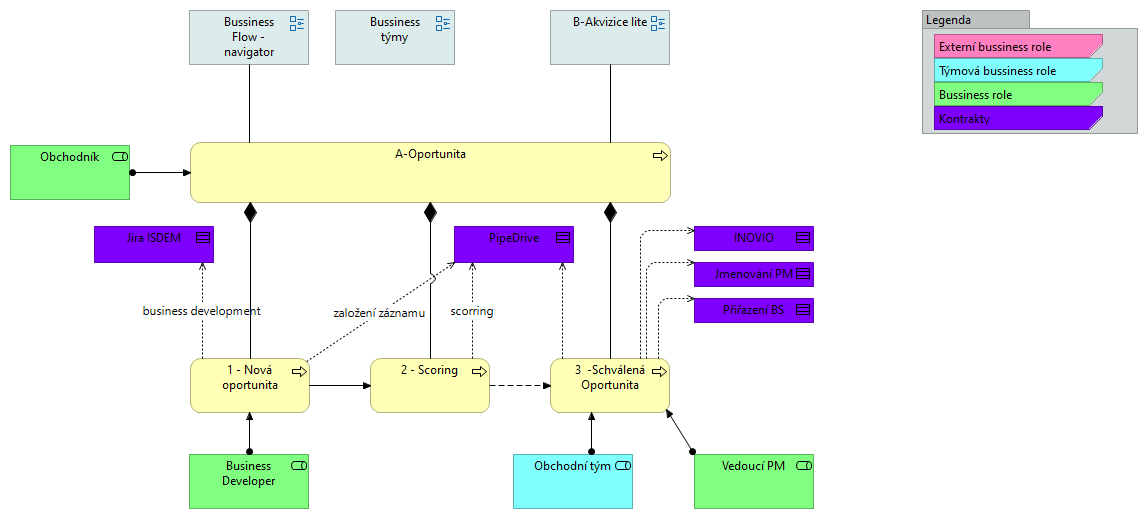 Bussiness
Flow -
navigator
Bussiness
týmy
B-Akvizice lite
Legenda
Externí bussiness role
Týmová bussiness role
Bussiness role
Kontrakty
Obchodník
A-Oportunita
Jira ISDEM
PipeDrive
INOVIO
Jmenování PM
Přiřazení BS
business development
založení záznamu
scorring
1 - Nová
oportunita
2 - Scoring
3 -Schválená
Oportunita
Business
Developer
Obchodní tým
Vedoucí PM